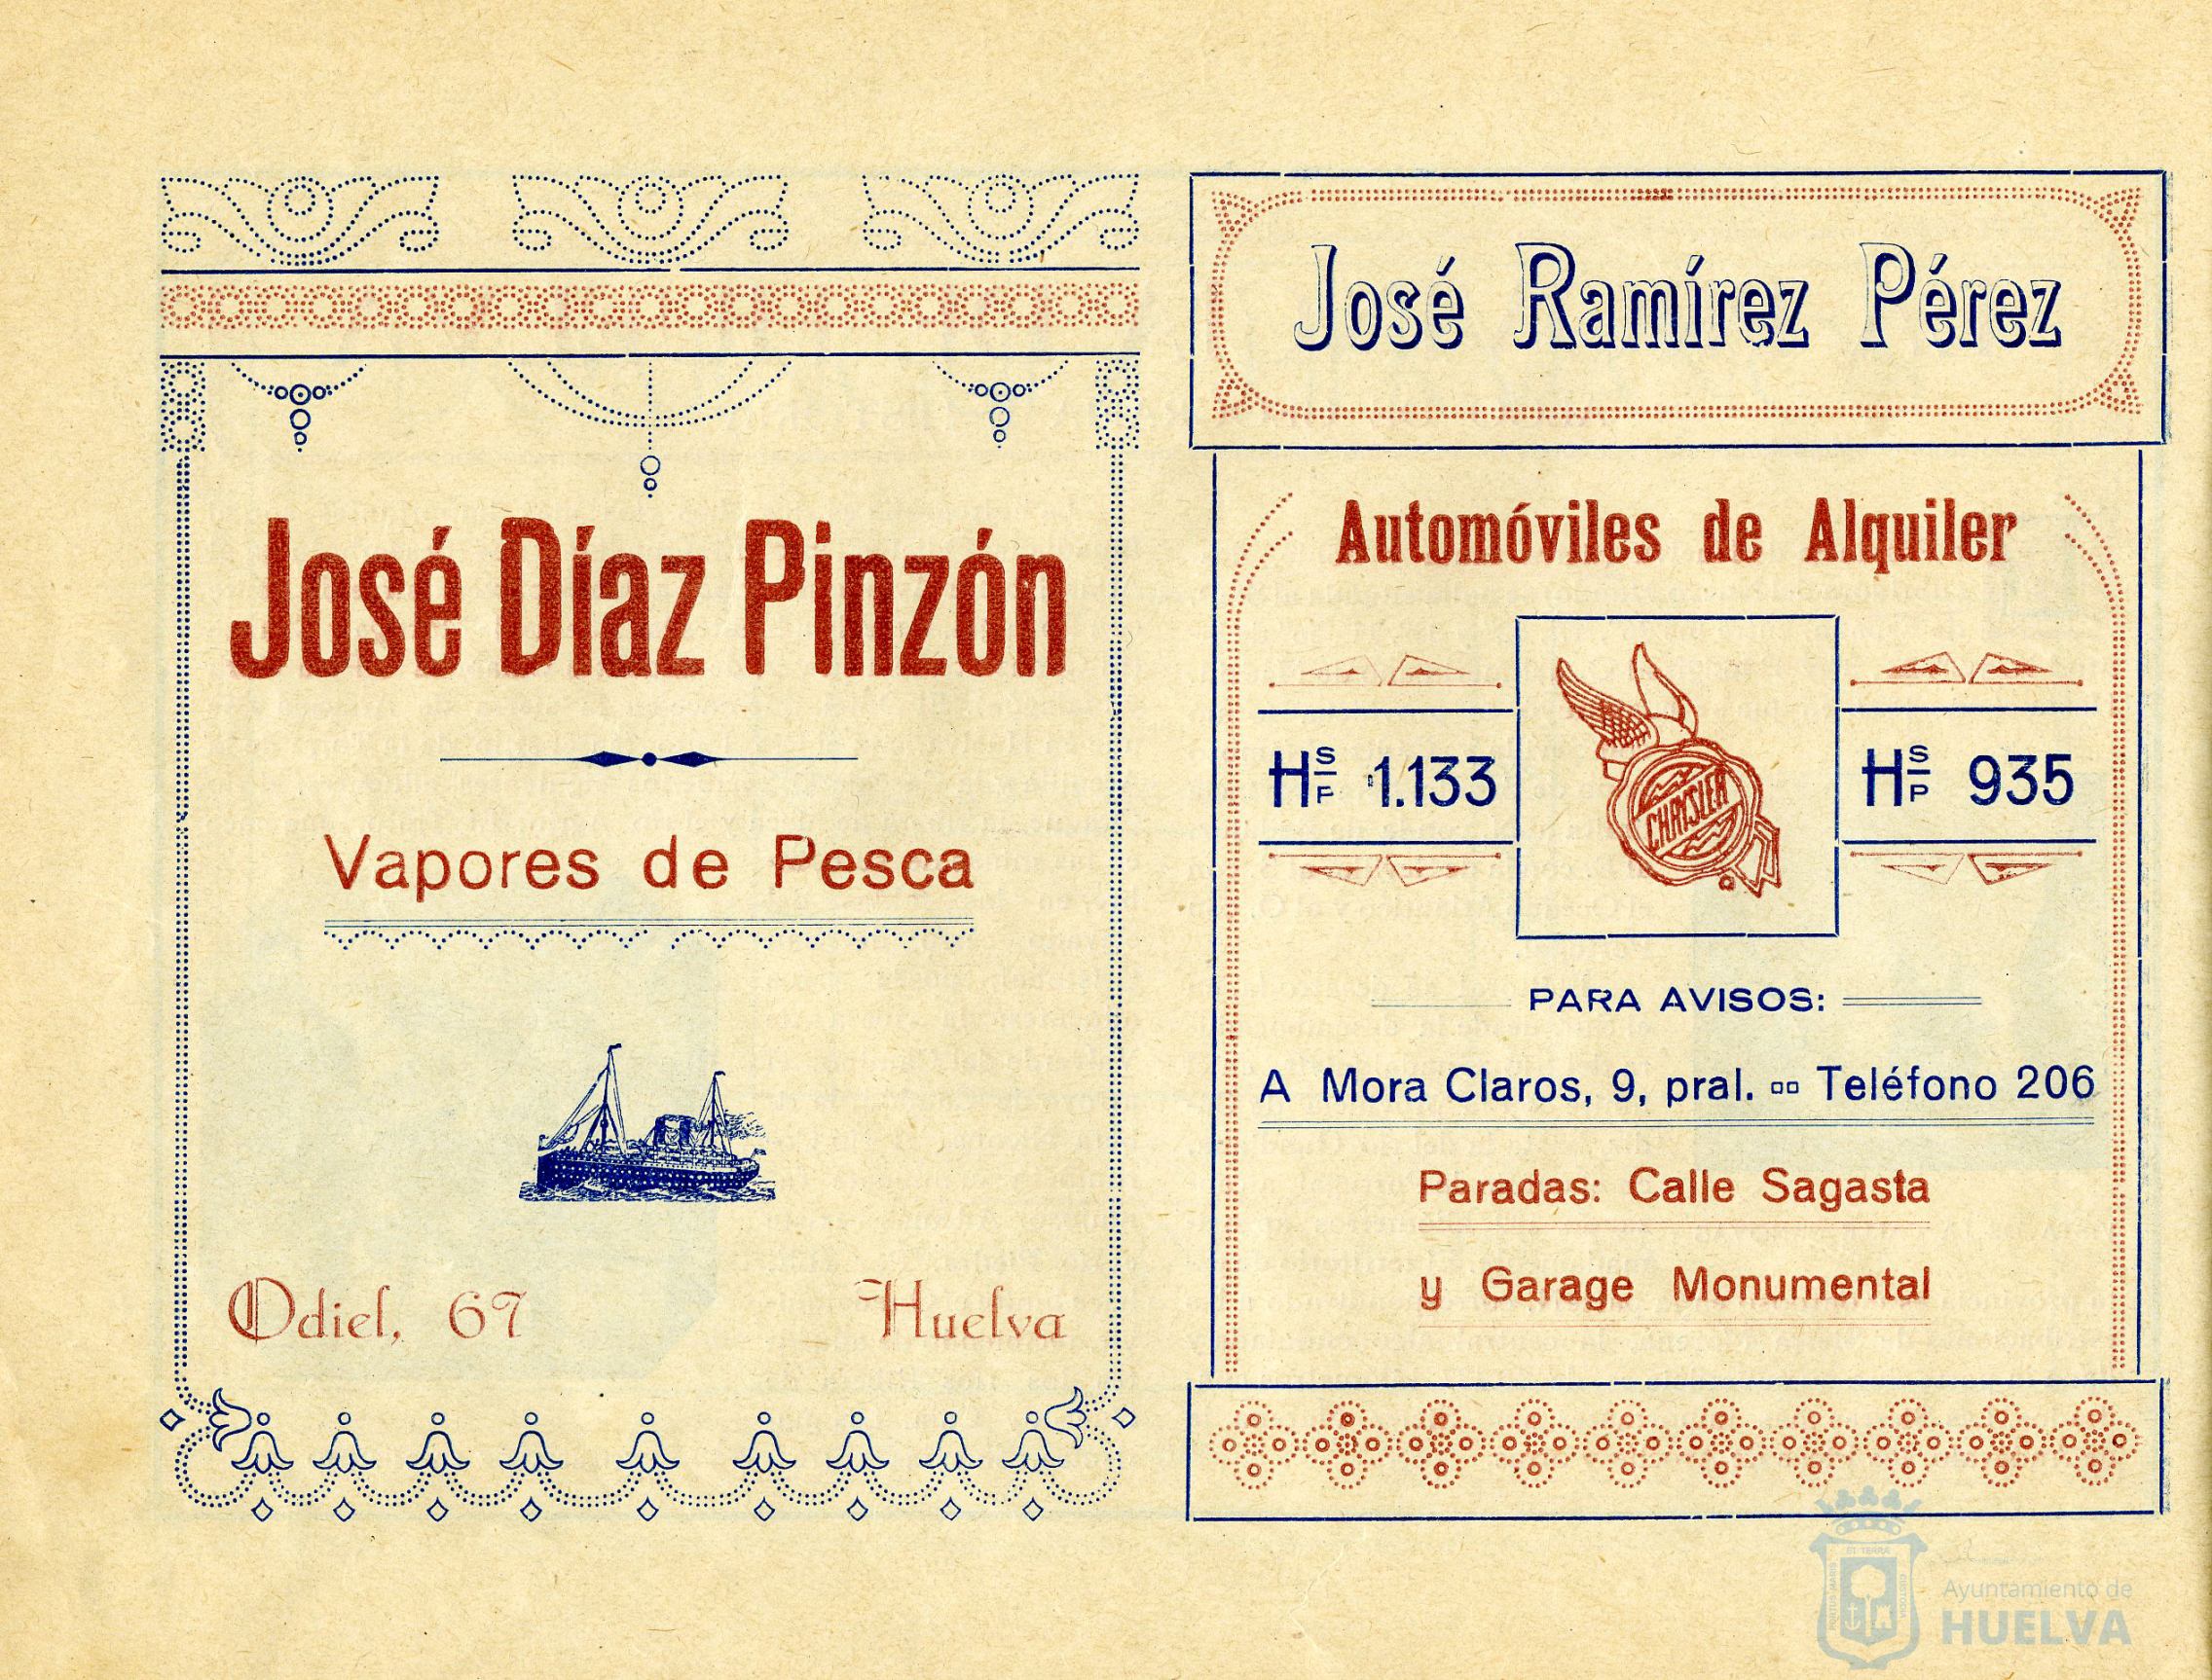 José Díaz Pinzón
Vapores de Pesca
Odiel, 67 Huelva
José Ramírez Pérez
Automóviles de Alquiler
HS/P 1.133
CHRYSLER
HS/P 935
PARA AVISOS:
A Mora Claros, 9, pral. Teléfono 206
Paradas: Calle Sagasta
y Garage Monumental
Ayuntamiento de
HUELVA